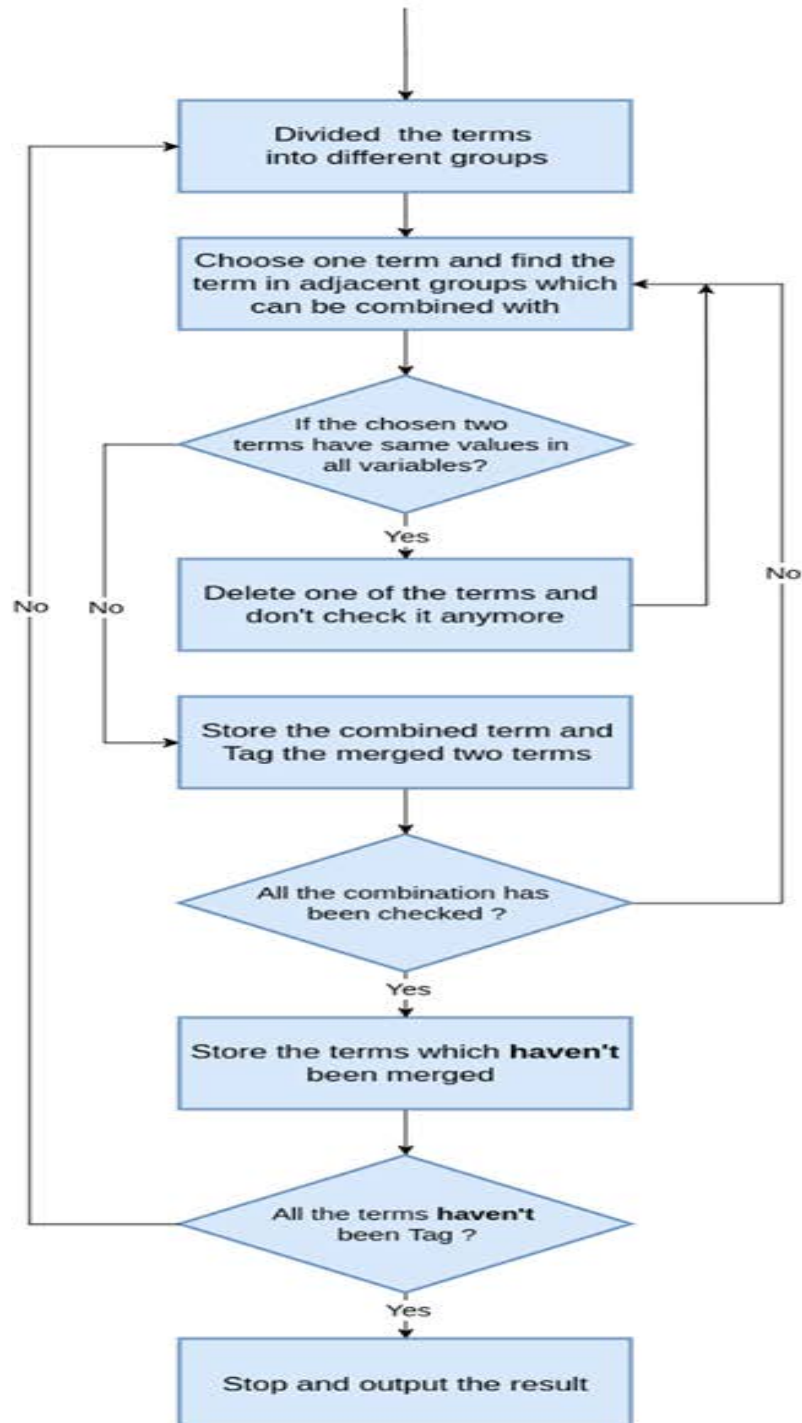 Divided the terms
into different groups
Choose one term and find the
term in adjacent groups which
can be combined with
If the chosen two
terms have same values in
all variables?
Yes
Delete one of the terms and
don't check it anymore
No
No
No
Store the combined term and
Tag the merged two terms
All the combination has
been checked ?
Yes
Store the terms which haven't
been merged
All the terms haven't
been Tag ?
Yes
Stop and output the result